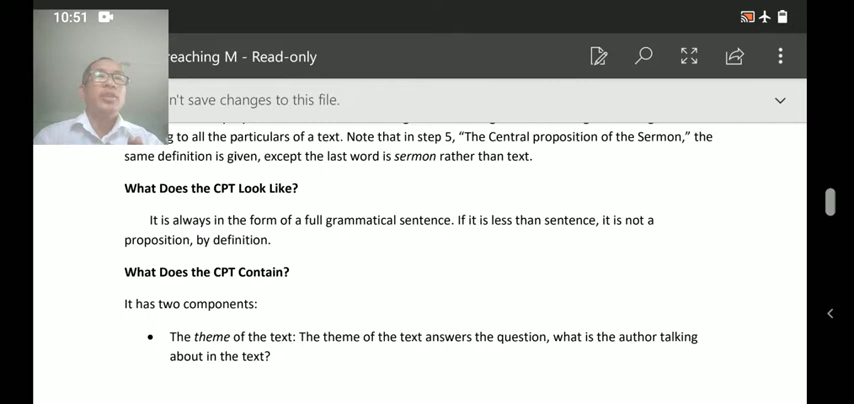 10:51
reaching M - Read-only
n't save changes to this file.
g to all the particulars of a text. Note that in step 5, “The Central proposition of the Sermon,” the
same definition is given, except the last word is sermon rather than text.
What Does the CPT Look Like?
It is always in the form of a full grammatical sentence. If it is less than sentence, it is not a
proposition, by definition.
What Does the CPT Contain?
It has two components:
• The theme of the text: The theme of the text answers the question, what is the author talking
about in the text?